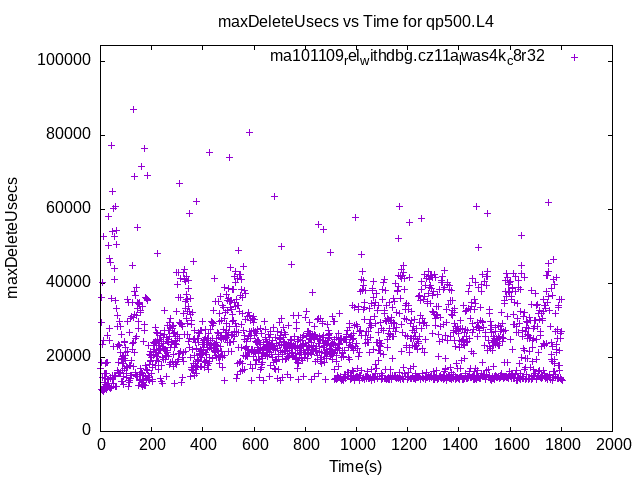 maxDeleteUsecs vs Time for qp500.L4
ma101109relwithdbg.cz11alwas4kc8r32
100000
80000
60000
40000
20000
0
maxDeleteUsecs
0 200 400 600 800 1000 1200 1400 1600 1800 2000
Time(s)